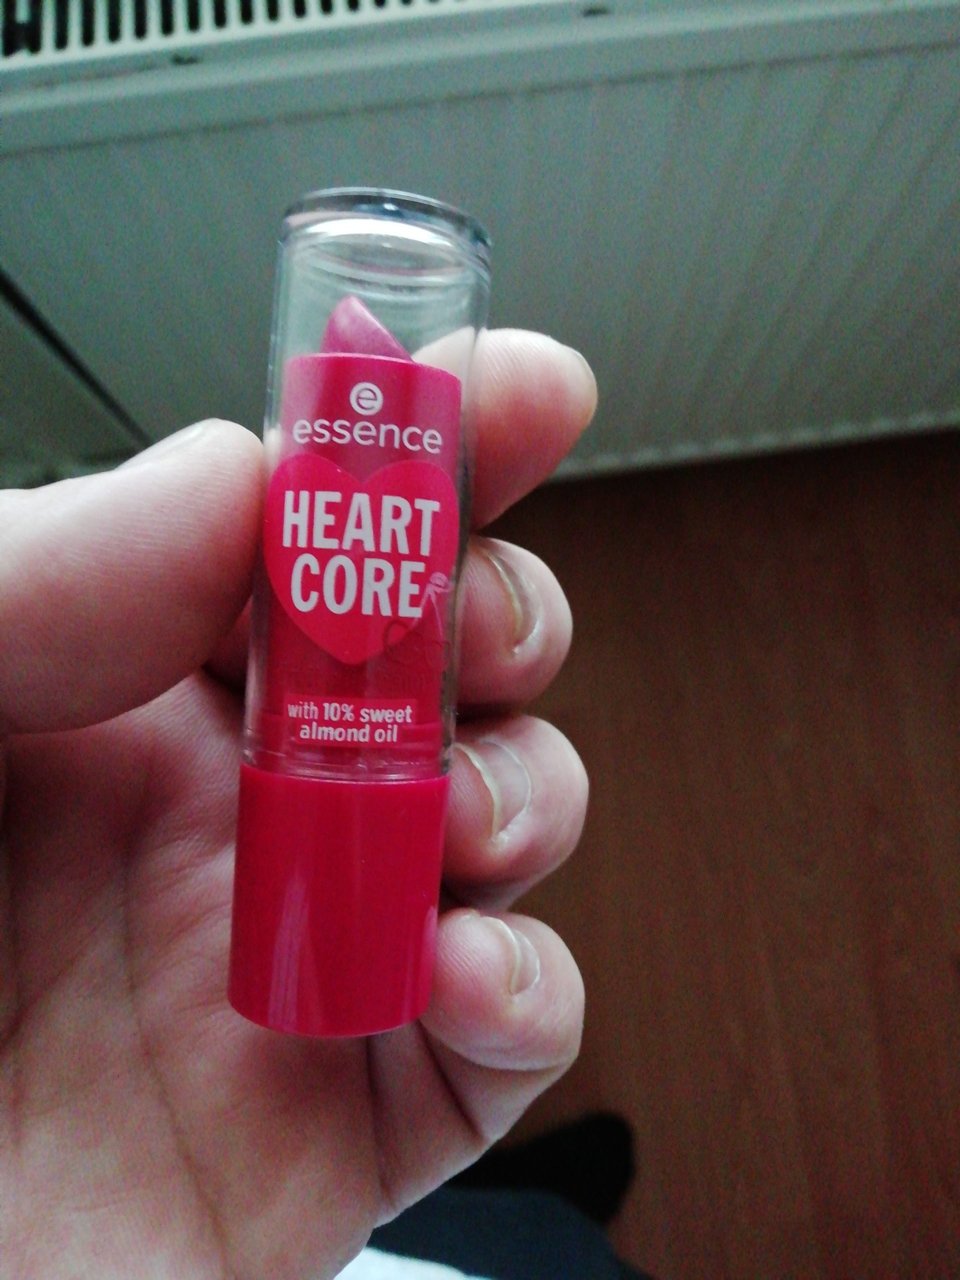 e
essence
HEART
CORE
with 10% sweet
almond oil